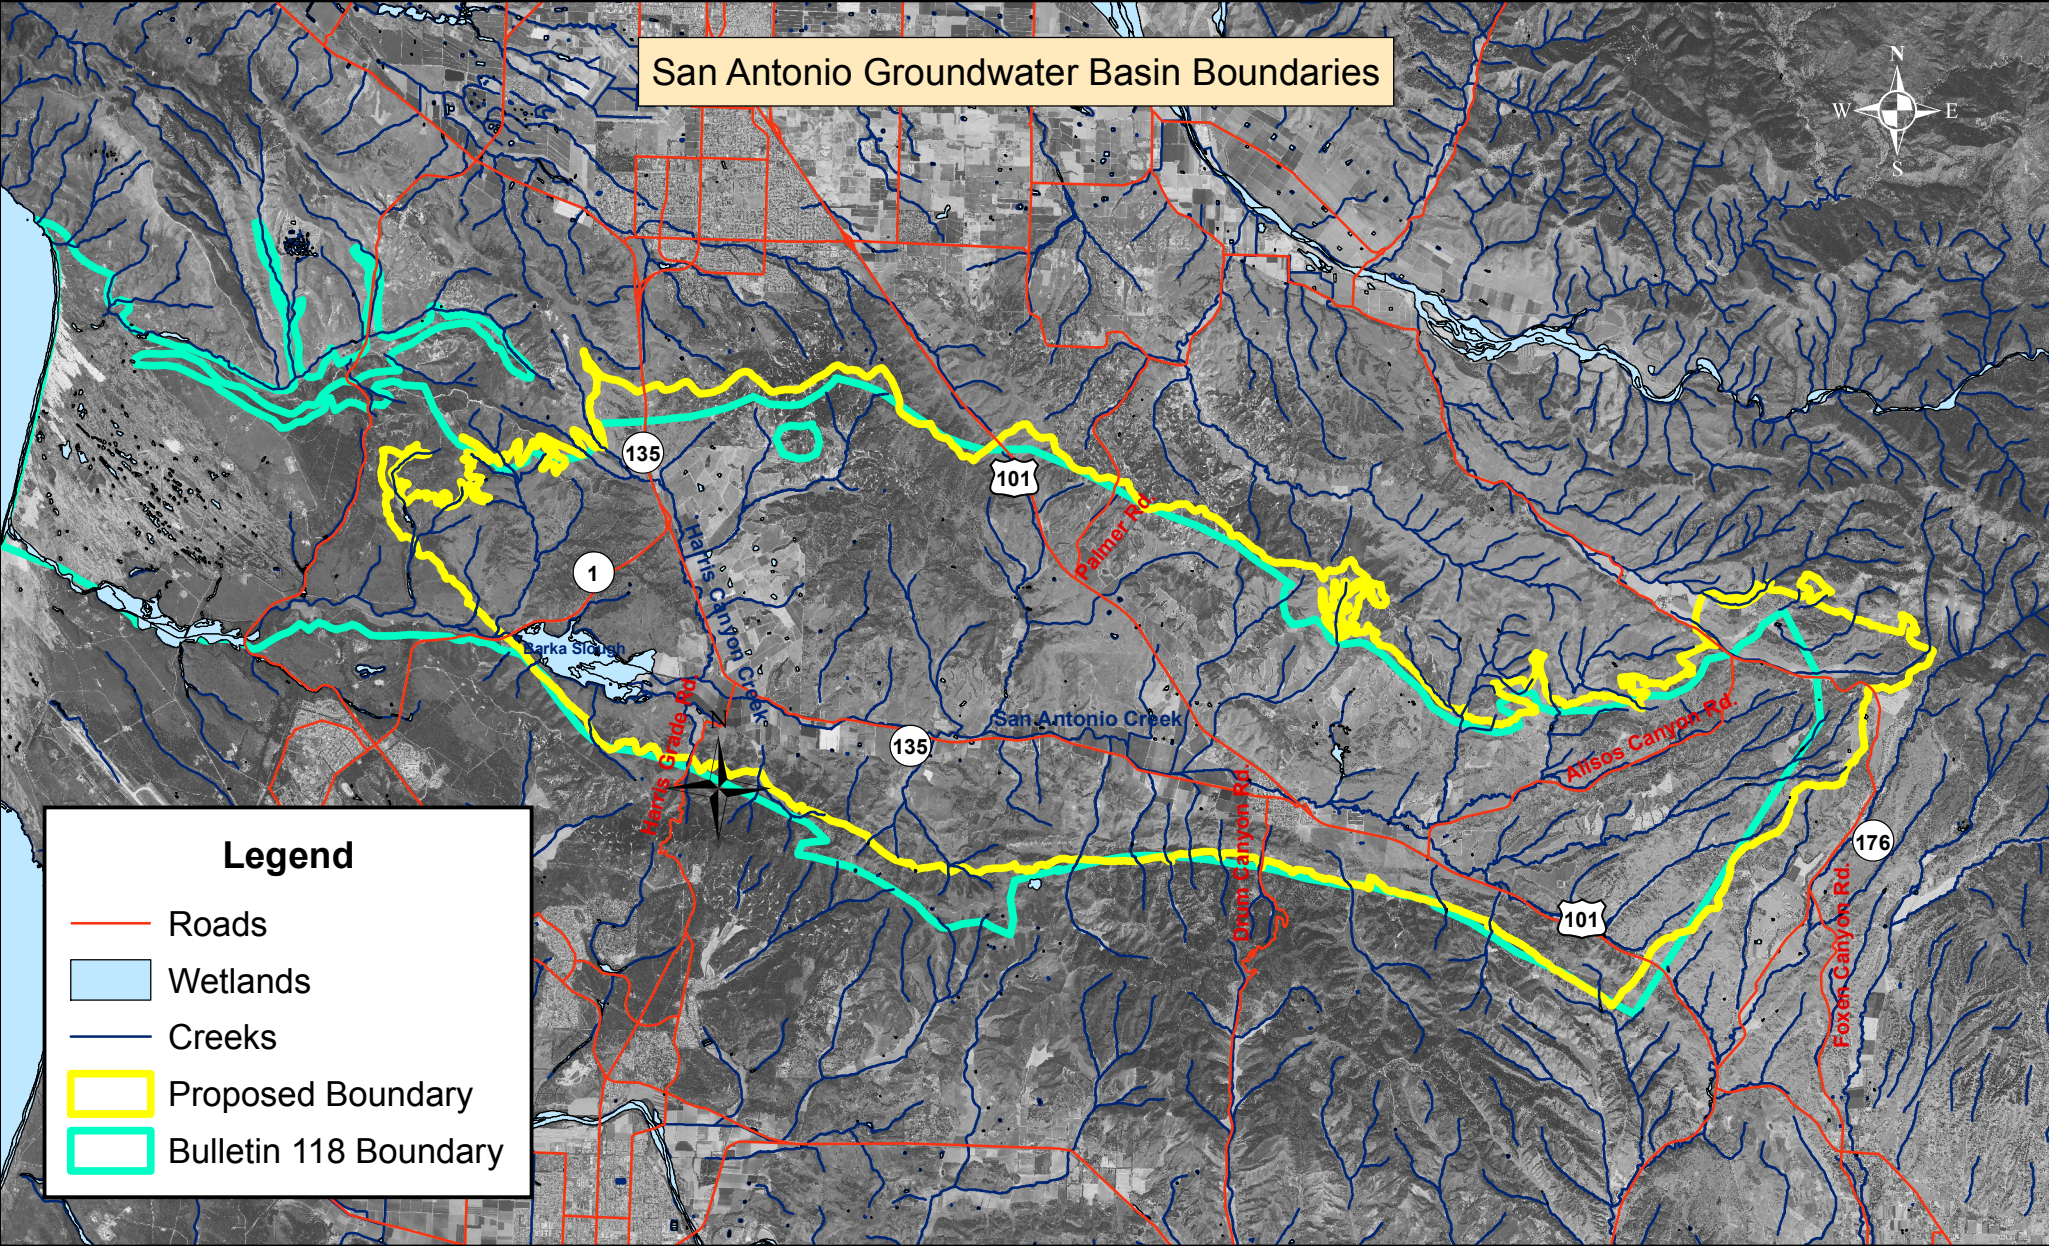 San Antonio Groundwater Basin Boundaries
N
W E
S
135
101
Palmer Rd.
1
Harris Canyon Creek
Barka Slough
Harris Grade Rd.
N
San Antonio Creek
135
Alisos Canyon Rd.
Drum Canyon Rd.
176
101
Foxen Canyon Rd.
Legend
Roads
Wetlands
Creeks
Proposed Boundary
Bulletin 118 Boundary